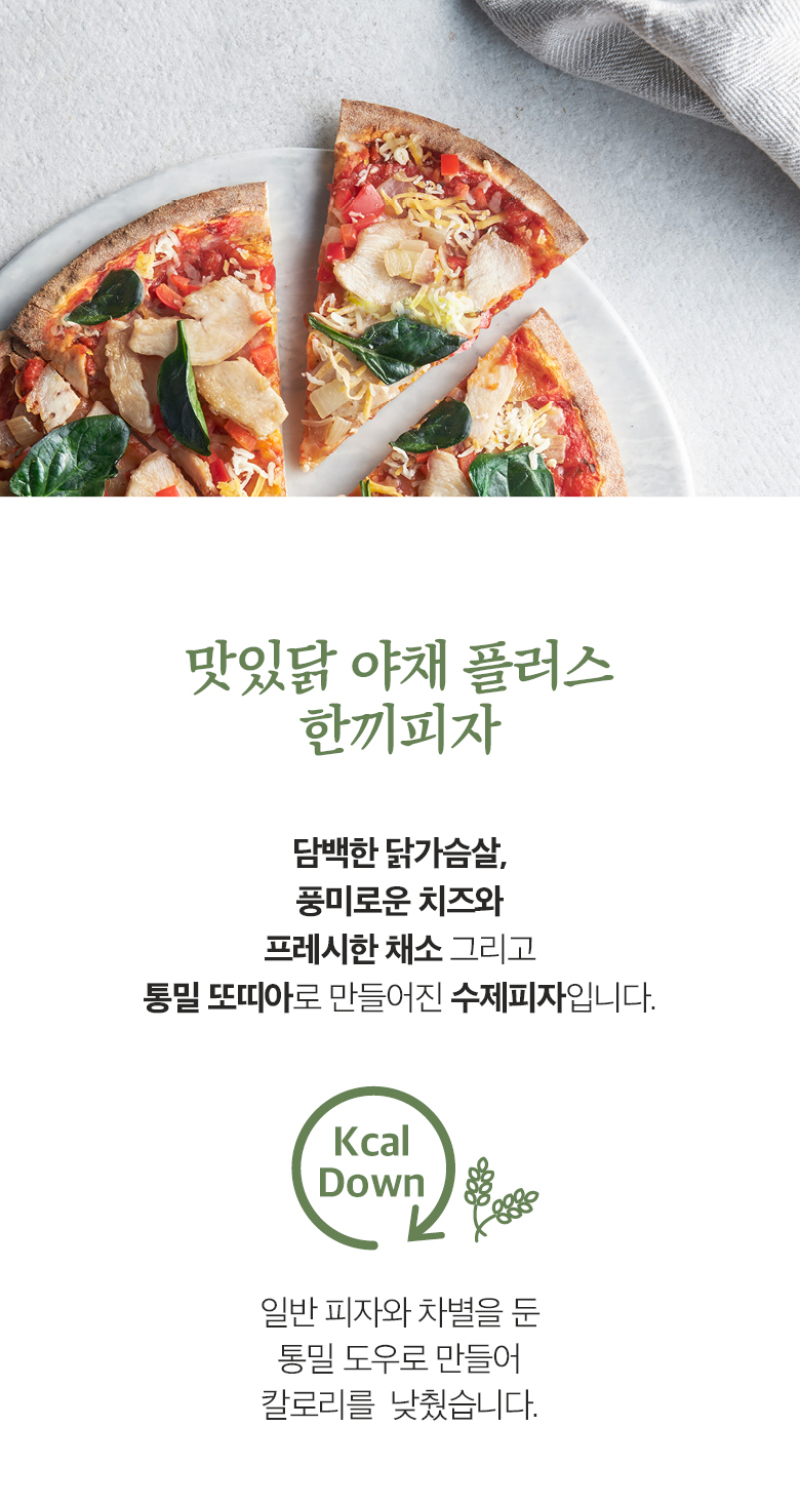 맛있닭 야채 플러스
한끼피자
담백한 닭가슴살,
풍미로운 치즈와
프레시한 채소 그리고
통밀 또띠아로 만들어진 수제피자입니다.
Kcal
Down
일반 피자와 차별을 둔
통밀 도우로 만들어
칼로리를 낮췄습니다.